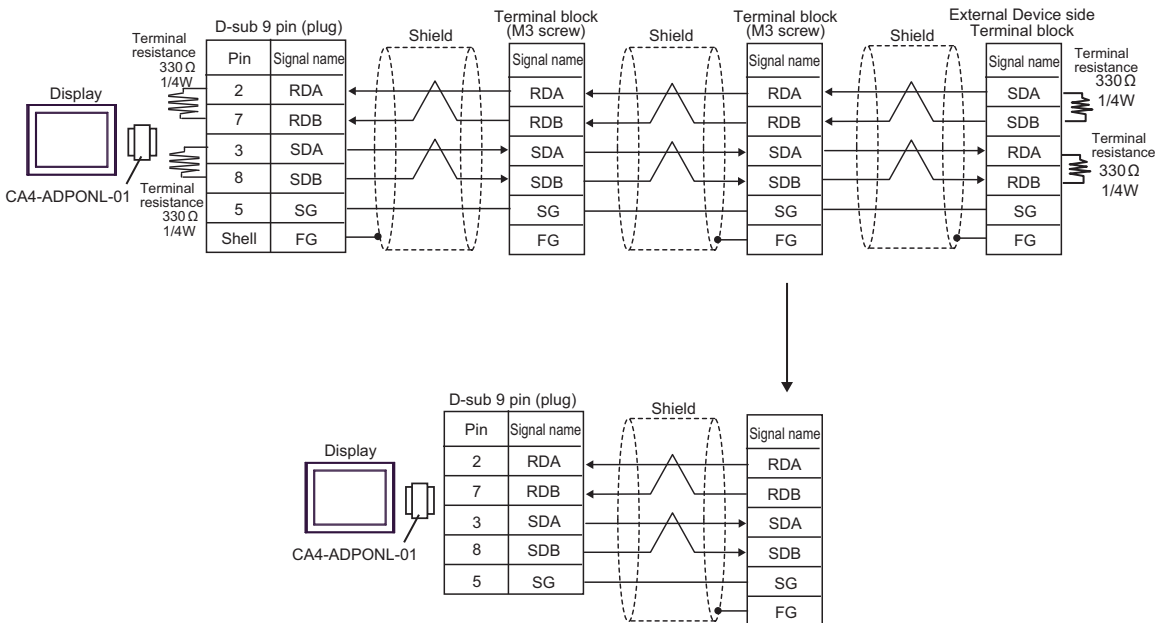 D-sub 9 pin (plug)
Terminal block
(M3 screw)
Terminal block
(M3 screw)
External Device side
Terminal block
Shield
Shield
Shield
Terminal
resistance
330 Ω
1/4W
Terminal
resistance
330 Ω
1/4W
Display
CA4-ADPONL-01
Pin Signal name
2 RDA
7 RDB
3 SDA
8 SDB
5 SG
Shell FG
Signal name
RDA
RDB
SDA
SDB
SG
FG
Signal name
RDA
RDB
SDA
SDB
SG
FG
Signal name
SDA
SDB
RDA
RDB
SG
FG
Terminal
resistance
330 Ω
1/4W
Terminal
resistance
330 Ω
1/4W
D-sub 9 pin (plug)
Shield
Display
CA4-ADPONL-01
Pin Signal name
2 RDA
7 RDB
3 SDA
8 SDB
5 SG
Signal name
RDA
RDB
SDA
SDB
SG
FG